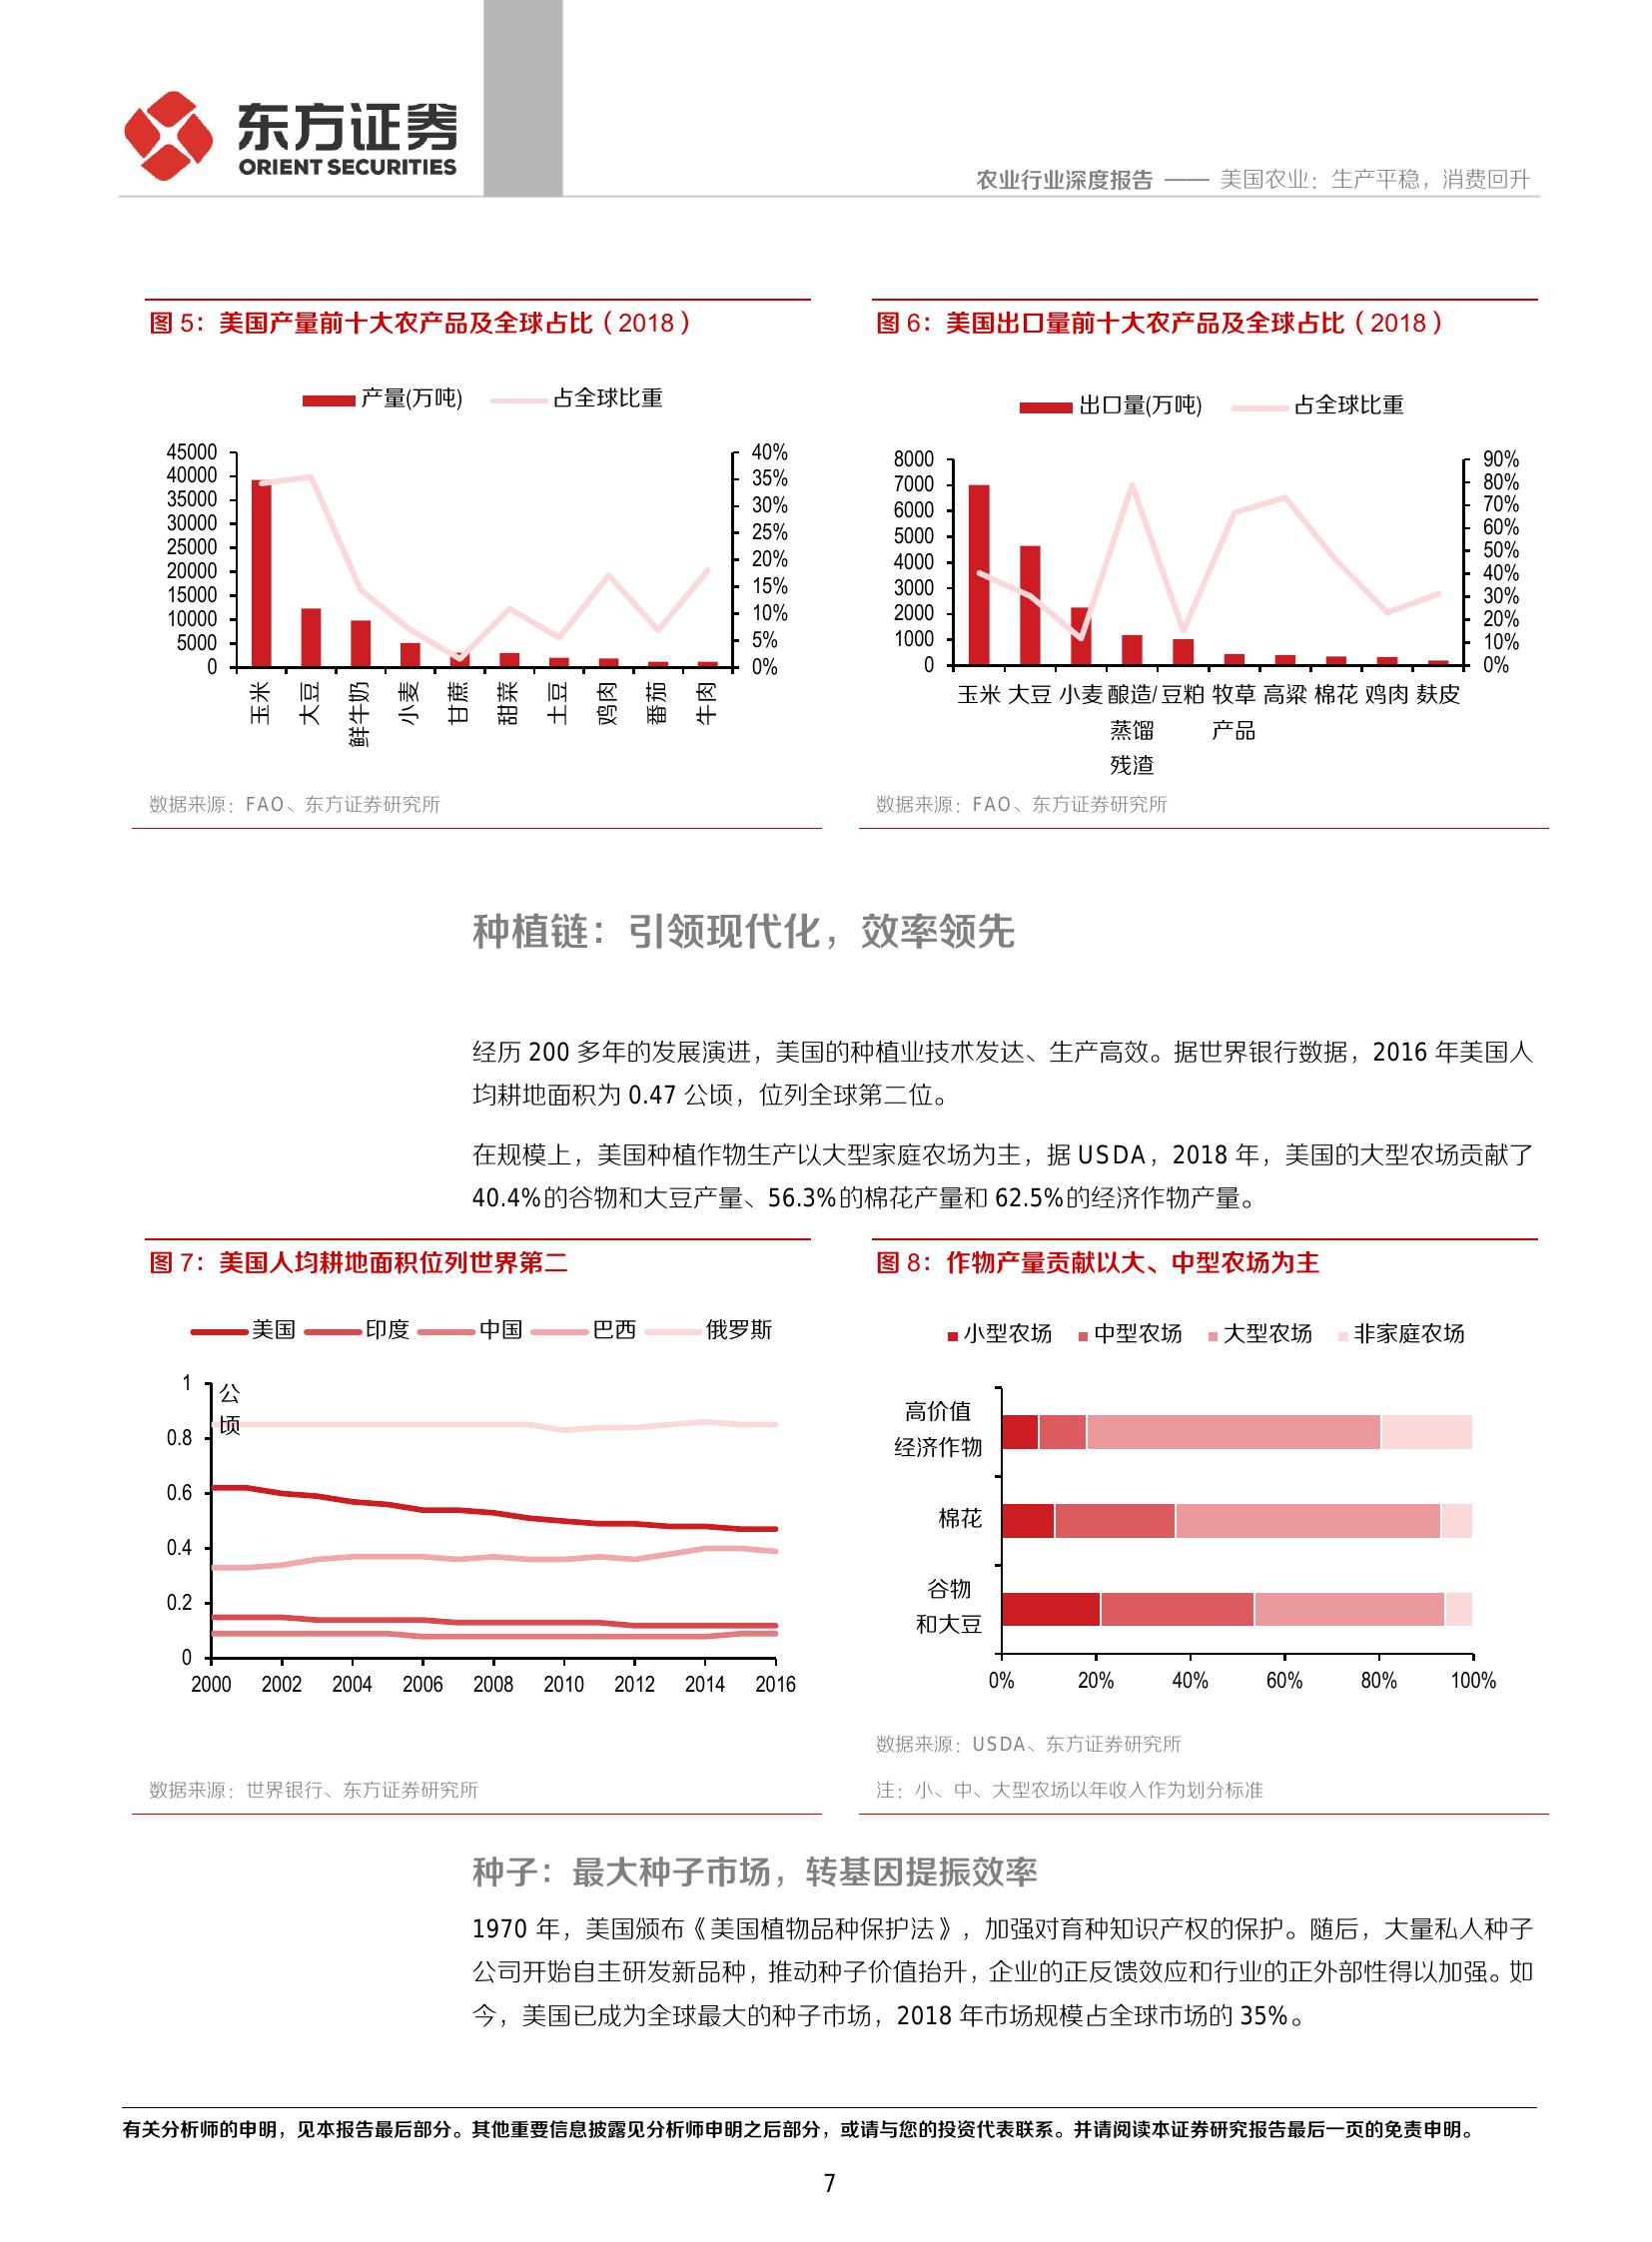 东方证券
ORIENT SECURITIES
农业行业深度报告 —— 美国农业：生产平稳，消费回升
图 5：美国产量前十大农产品及全球占比（2018）
产量(万吨) 占全球比重
45000
40000
35000
30000
25000
20000
15000
10000
5000
0
40%
35%
30%
25%
20%
15%
10%
5%
0%
玉米 大豆 鲜牛奶 小麦 甘蔗 甜菜 土豆 鸡肉 番茄 牛肉
数据来源：FAO、东方证券研究所
图 6：美国出口量前十大农产品及全球占比（2018）
出口量(万吨) 占全球比重
8000
7000
6000
5000
4000
3000
2000
1000
0
90%
80%
70%
60%
50%
40%
30%
20%
10%
0%
玉米 大豆 小麦 酿造/ 豆粕 牧草 高粱 棉花 鸡肉 麸皮
蒸馏 产品
残渣
数据来源：FAO、东方证券研究所
种植链：引领现代化，效率领先
经历 200 多年的发展演进，美国的种植业技术发达、生产高效。据世界银行数据，2016 年美国人
均耕地面积为 0.47 公顷，位列全球第二位。
在规模上，美国种植作物生产以大型家庭农场为主，据 USDA，2018 年，美国的大型农场贡献了
40.4%的谷物和大豆产量、56.3%的棉花产量和 62.5%的经济作物产量。
图 7：美国人均耕地面积位列世界第二
美国 印度 中国 巴西 俄罗斯
公
顷
1
0.8
0.6
0.4
0.2
0
2000 2002 2004 2006 2008 2010 2012 2014 2016
数据来源：世界银行、东方证券研究所
图 8：作物产量贡献以大、中型农场为主
小型农场 中型农场 大型农场 非家庭农场
高价值
经济作物
棉花
谷物
和大豆
0% 20% 40% 60% 80% 100%
数据来源：USDA、东方证券研究所
注：小、中、大型农场以年收入作为划分标准
种子：最大种子市场，转基因提振效率
1970 年，美国颁布《美国植物品种保护法》，加强对育种知识产权的保护。随后，大量私人种子
公司开始自主研发新品种，推动种子价值抬升，企业的正反馈效应和行业的正外部性得以加强。如
今，美国已成为全球最大的种子市场，2018 年市场规模占全球市场的 35%。
有关分析师的申明，见本报告最后部分。其他重要信息披露见分析师申明之后部分，或请与您的投资代表联系。并请阅读本证券研究报告最后一页的免责申明。
7